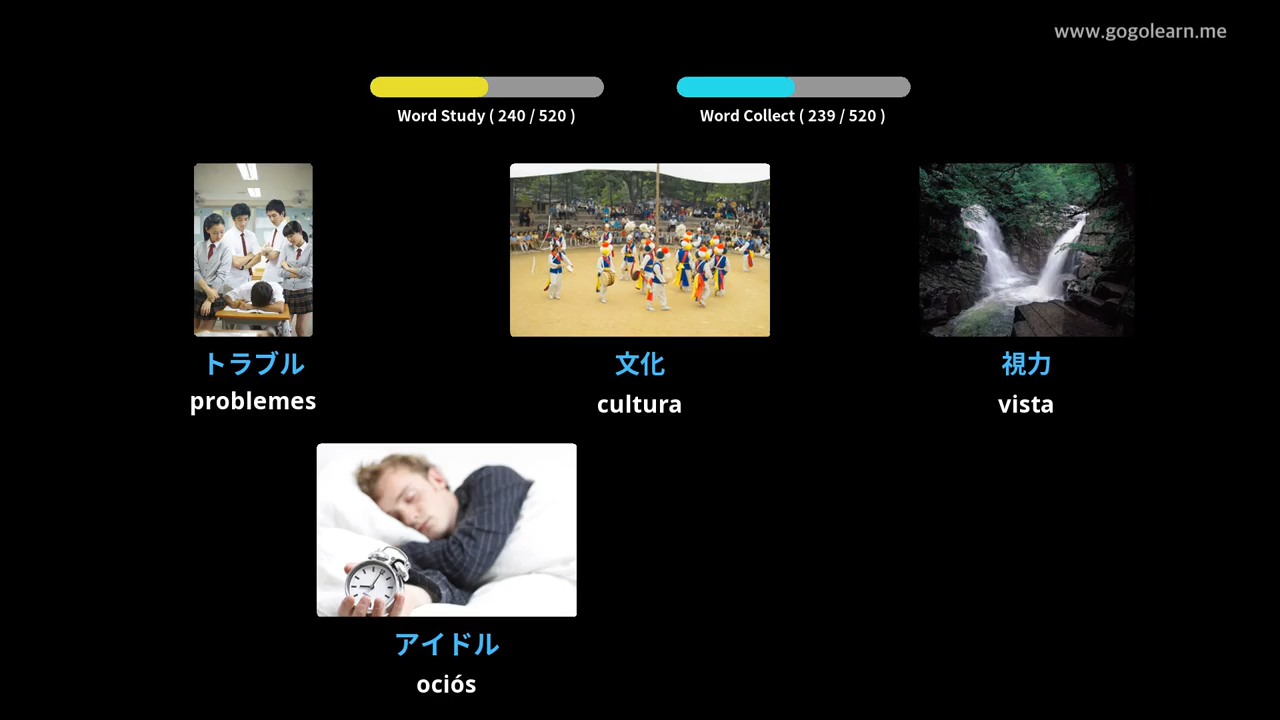 www.gogolearn.me
Word Study ( 240 / 520 )
Word Collect ( 239 / 520 )
トラブル
problemes
文化
cultura
視力
vista
アイドル
ociós